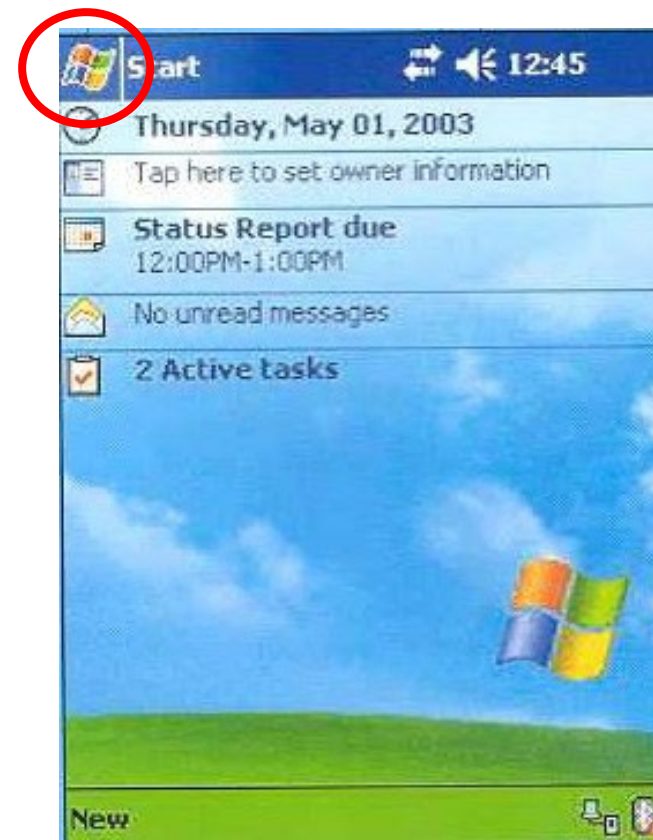 Start 12:45
Thursday, May 01, 2003
Tap here to set owner information
Status Report due
12:00PM-1:00PM
No unread messages
2 Active tasks
New